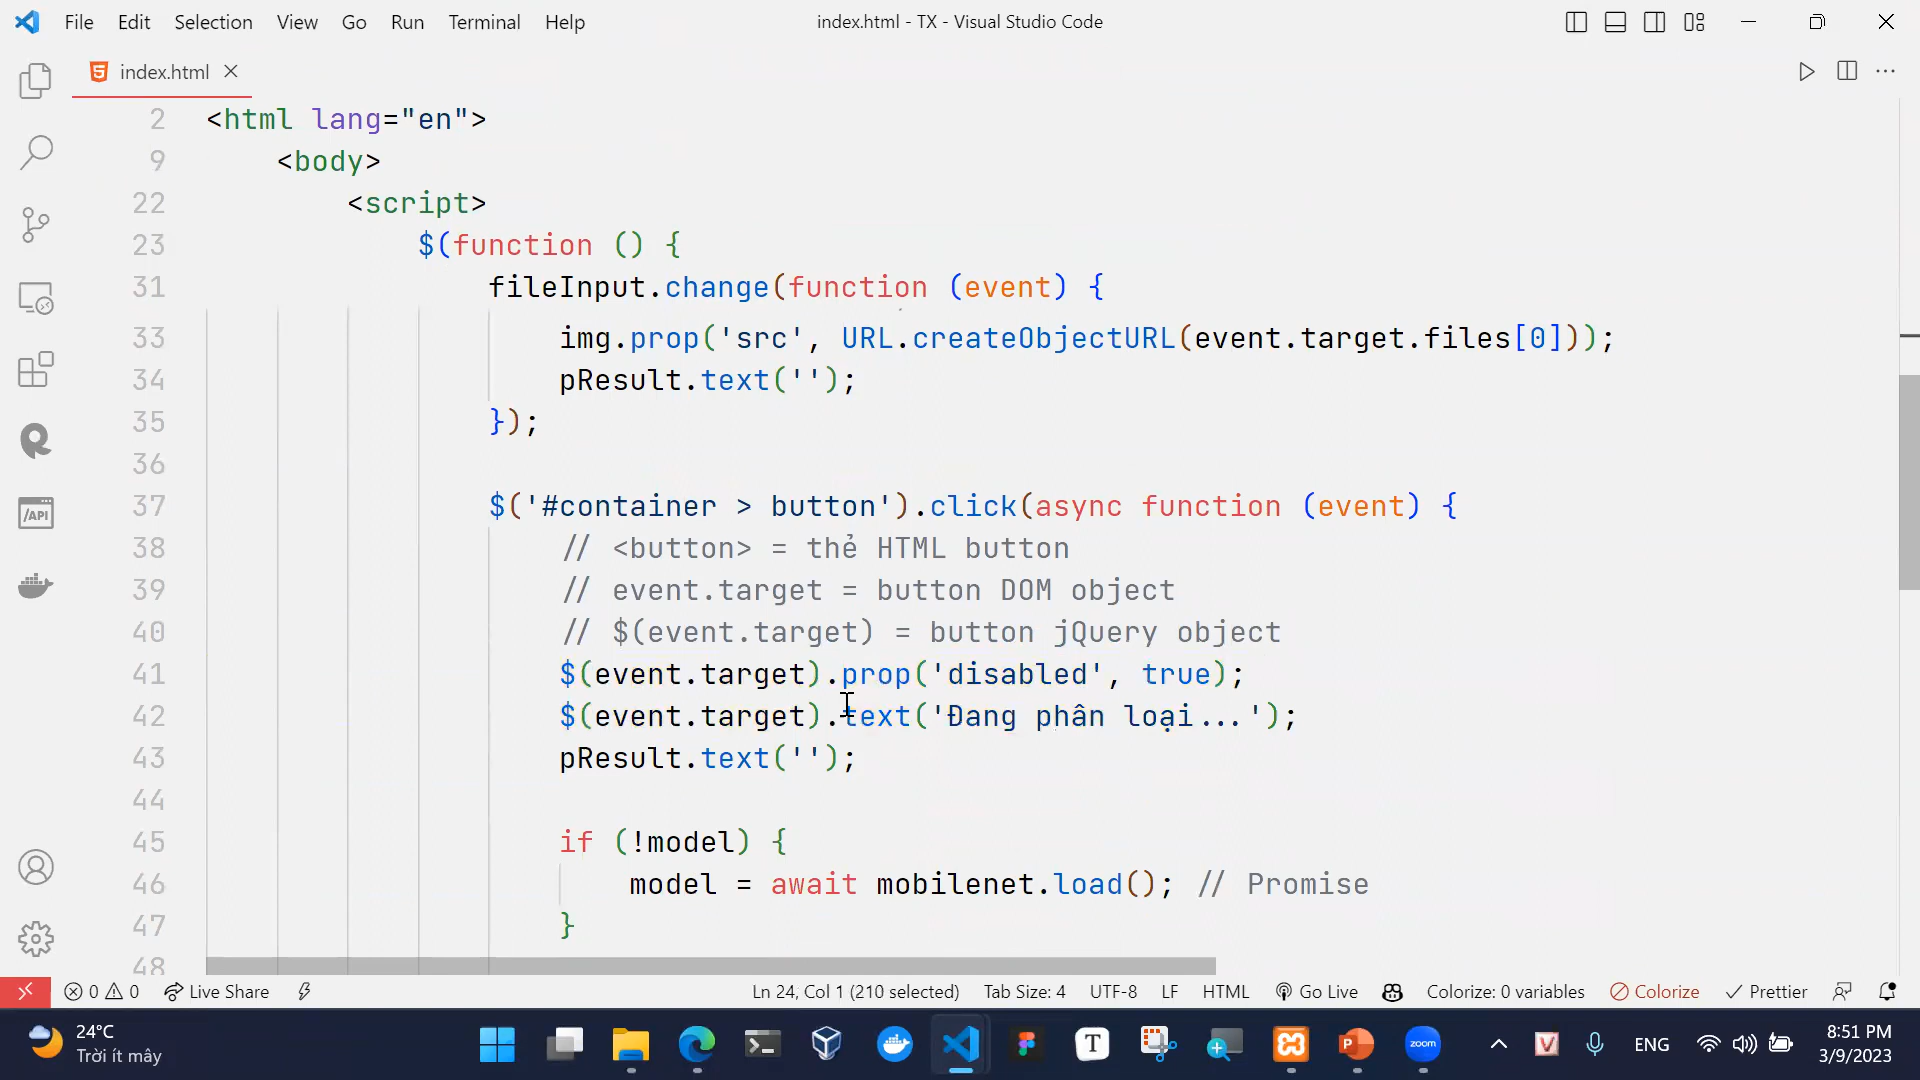 File Edit Selection View Go Run Terminal Help index.html - TX - Visual Studio Code
index.html
2 <html lang="en">
9 <body>
22 <script>
23 $(function () {
31 fileInput.change(function (event) {
33 img.prop('src', URL.createObjectURL(event.target.files[0]));
34 pResult.text('');
35 });
36
37 $('#container > button').click(async function (event) {
38 // <button> = thẻ HTML button
39 // event.target = button DOM object
40 // $(event.target) = button jQuery object
41 $(event.target).prop('disabled', true);
42 $(event.target).text('Đang phân loại...');
43 pResult.text('');
44
45 if (!model) {
46 model = await mobilenet.load(); // Promise
47 }
48
/API
0 0 Live Share Ln 24, Col 1 (210 selected) Tab Size: 4 UTF-8 LF HTML Go Live Colorize: 0 variables Colorize Prettier
24°C
Trời ít mây
T
zoom
V
ENG
8:51 PM
3/9/2023